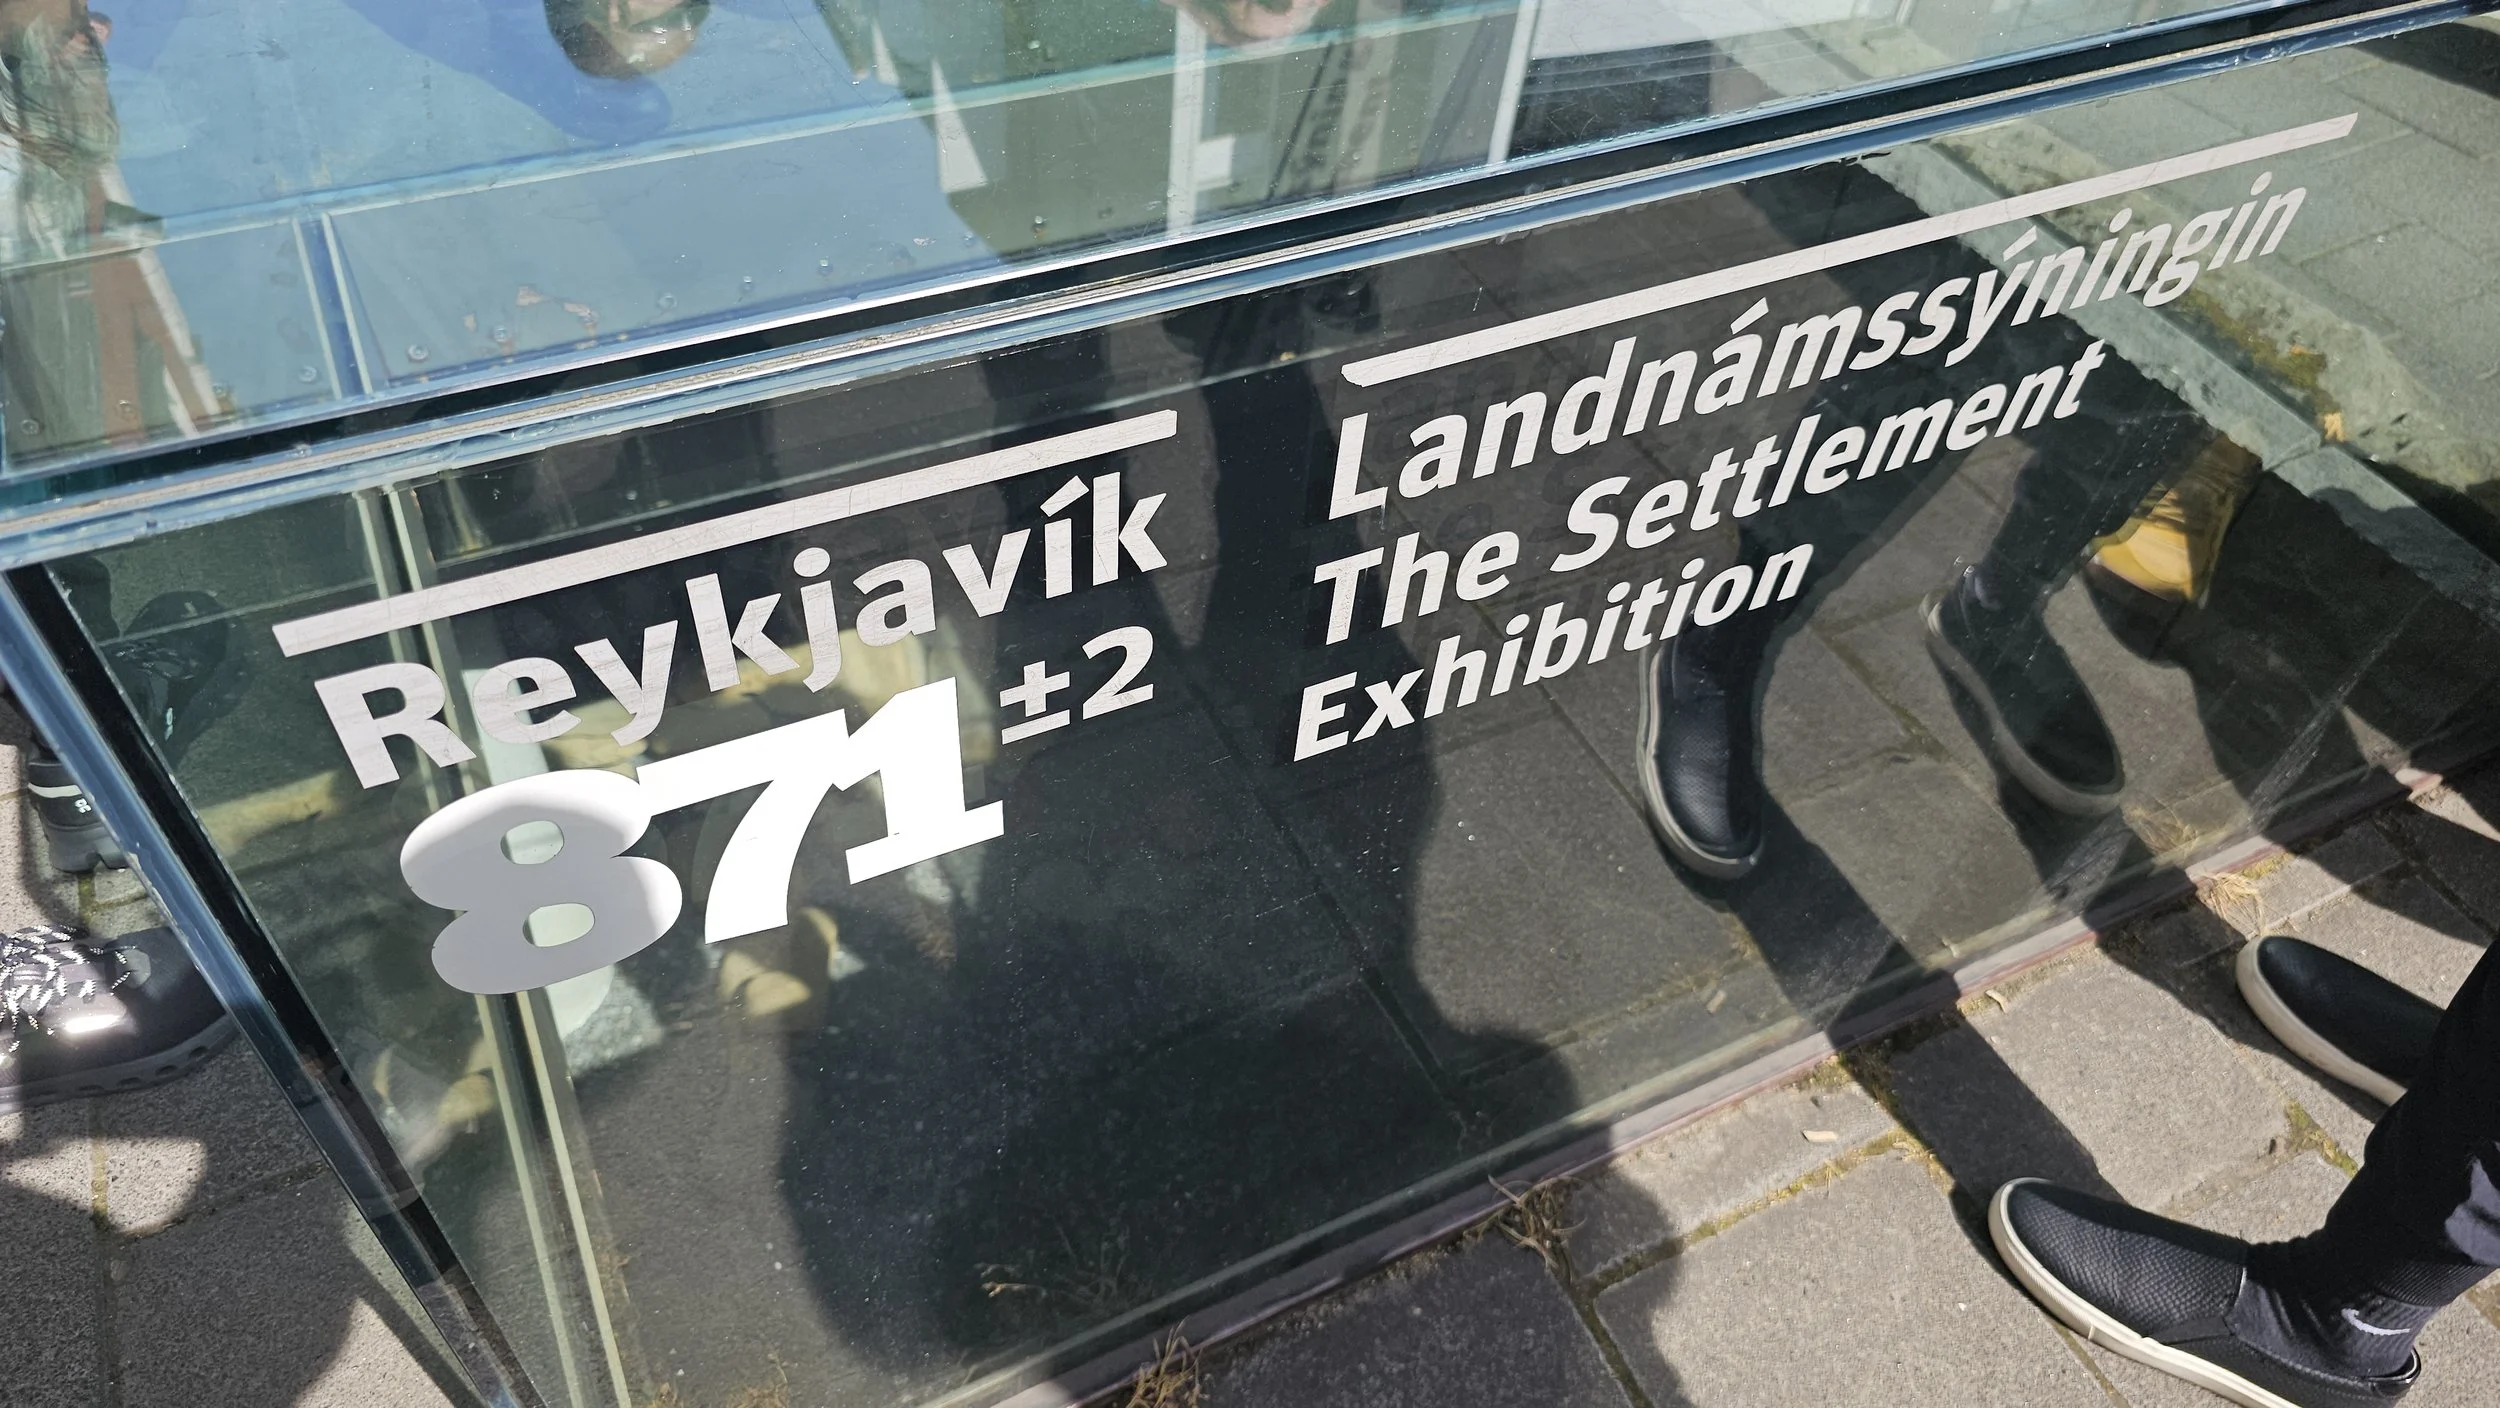 Reykjavík
871±2
Landnámssýningin
The Settlement
Exhibition